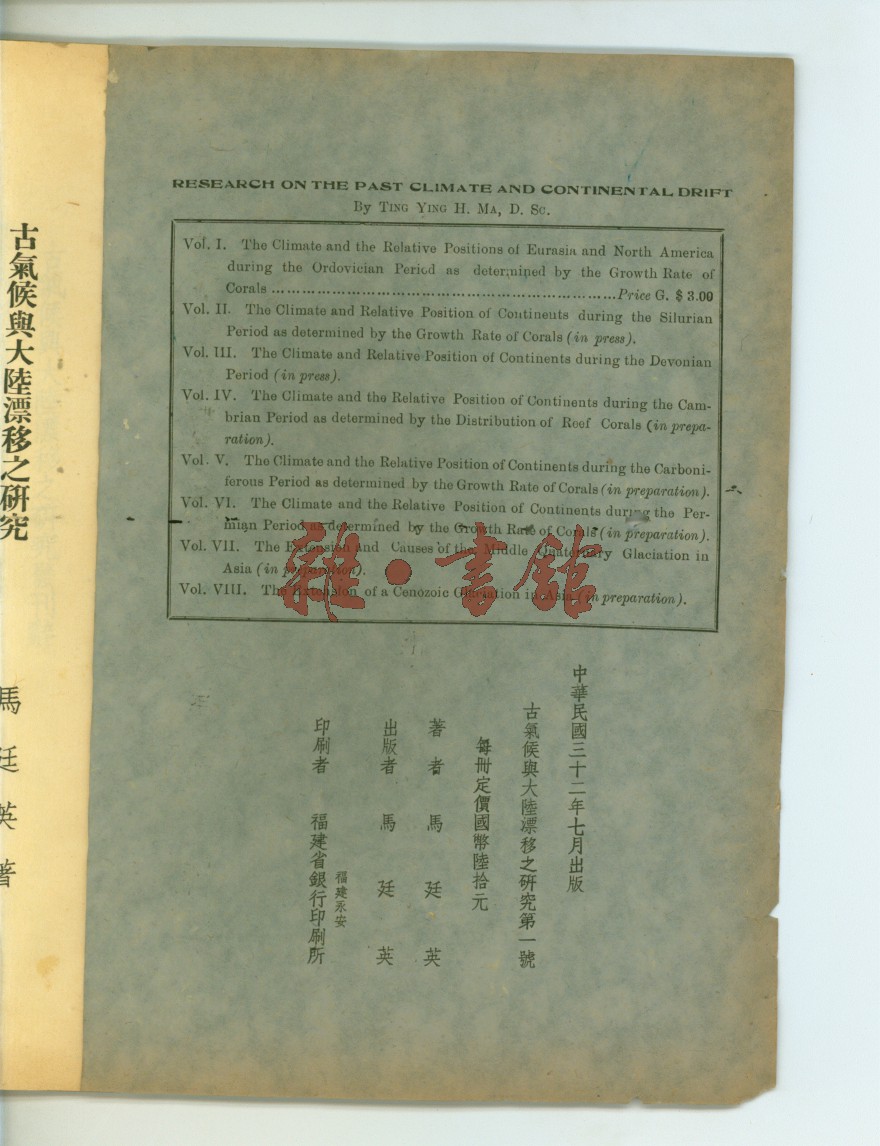 RESEARCH ON THE PAST CLIMATE AND CONTINENTAL DRIFT
By TING YING H. MA, D. SC.
Vol. I. The Climate and the Relative Positions of Eurasia and North America
during the Ordovician Period as determined by the Growth Rate of
Corals ................................................................Price G. $ 3.00
Vol. II. The Climate and Relative Position of Continents during the Silurian
Period as determined by the Growth Rate of Corals (in press).
Vol. III. The Climate and Relative Position of Continents during the Devonian
Period (in press).
Vol. IV. The Climate and the Relative Position of Continents during the Cam-
brian Period as determined by the Distribution of Reef Corals (in prepa-
ration).
Vol. V. The Climate and the Relative Position of Continents during the Carboni-
ferous Period as determined by the Growth Rate of Corals (in preparation).
Vol. VI. The Climate and the Relative Position of Continents during the Per-
mian Period as determined by the Growth Rate of Corals (in preparation).
Vol. VII. The Extension and Causes of the Middle Quaternary Glaciation in
Asia (in preparation).
Vol. VIII. The Extension of a Cenozoic Glaciation in Asia (in preparation).
雜·書館
中華民國三十二年七月出版
古氣候與大陸漂移之研究第一號
每冊定價國幣陸拾元
著者 馬廷英
出版者 馬廷英
福建永安
印刷者 福建省銀行印刷所
古氣候與大陸漂移之研究
馬廷英著